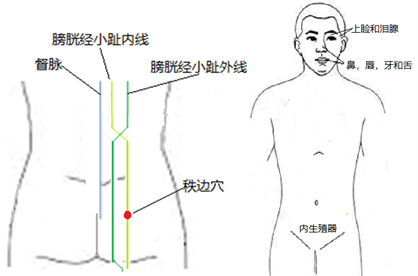 膀胱经小趾内线
督脉
膀胱经小趾外线
秩边穴
上睑和泪腺
鼻，唇，牙和舌
内生殖器